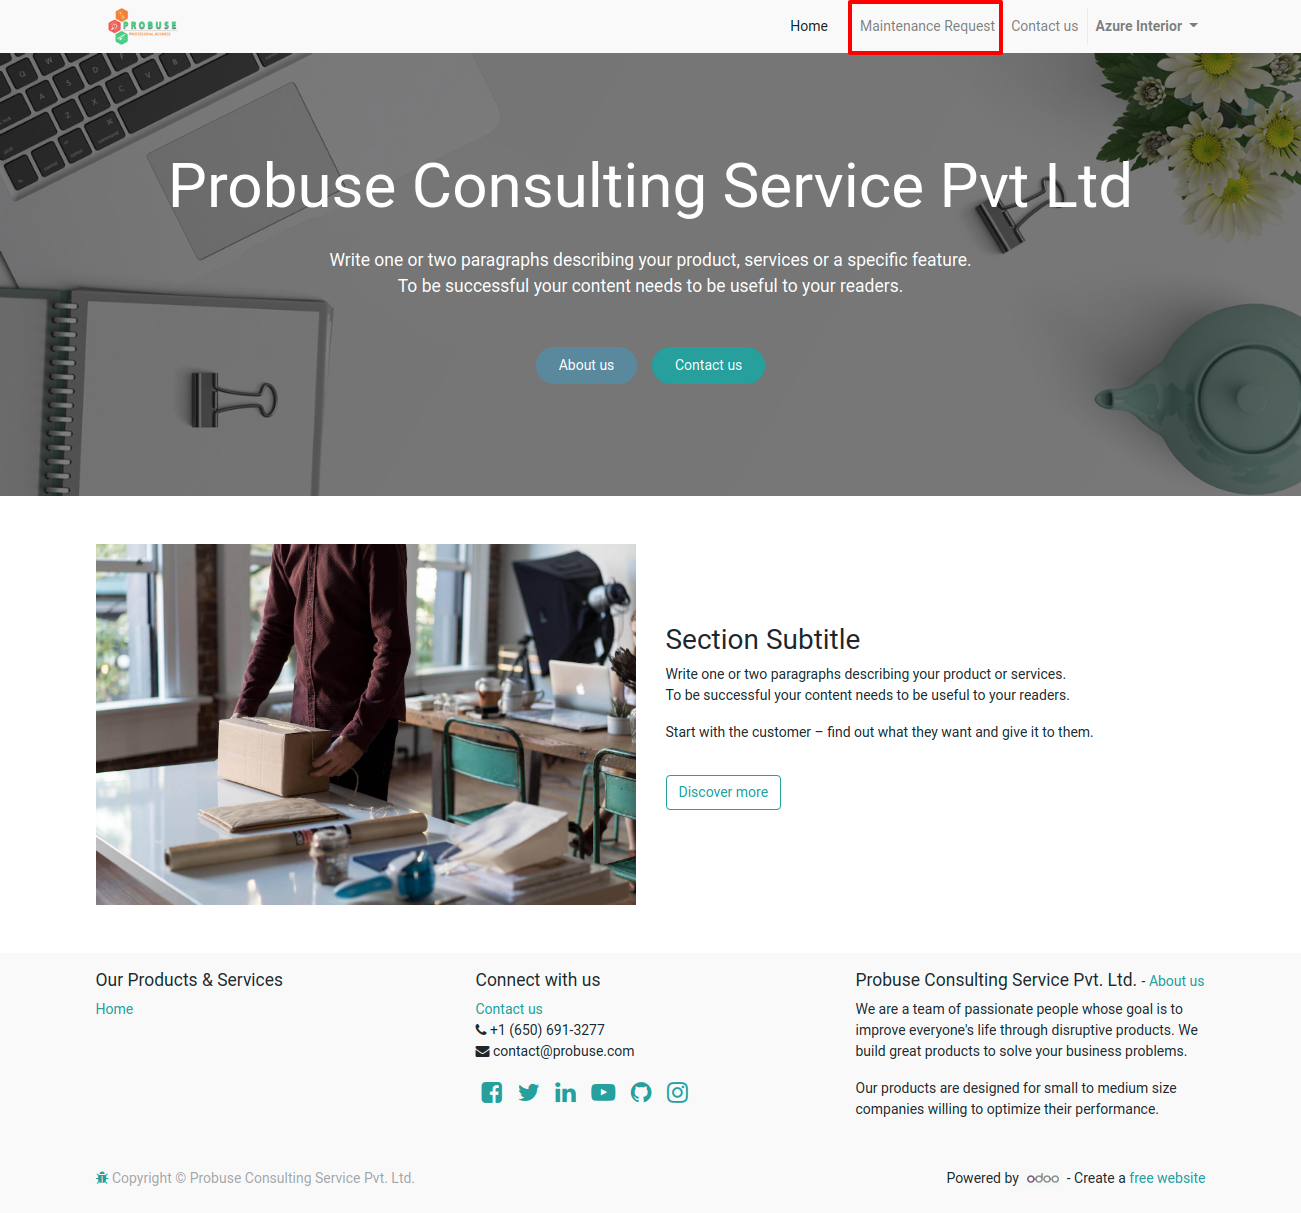 PROBUSE
Home
Maintenance Request
Contact us
Azure Interior
Probuse Consulting Service Pvt Ltd
Write one or two paragraphs describing your product, services or a specific feature.
To be successful your content needs to be useful to your readers.
About us
Contact us
Section Subtitle
Write one or two paragraphs describing your product or services.
To be successful your content needs to be useful to your readers.
Start with the customer – find out what they want and give it to them.
Discover more
Our Products & Services
Home
Connect with us
Contact us
+1 (650) 691-3277
contact@probuse.com
Probuse Consulting Service Pvt. Ltd. - About us
We are a team of passionate people whose goal is to
improve everyone's life through disruptive products. We
build great products to solve your business problems.
Our products are designed for small to medium size
companies willing to optimize their performance.
Copyright © Probuse Consulting Service Pvt. Ltd.
Powered by odoo - Create a free website